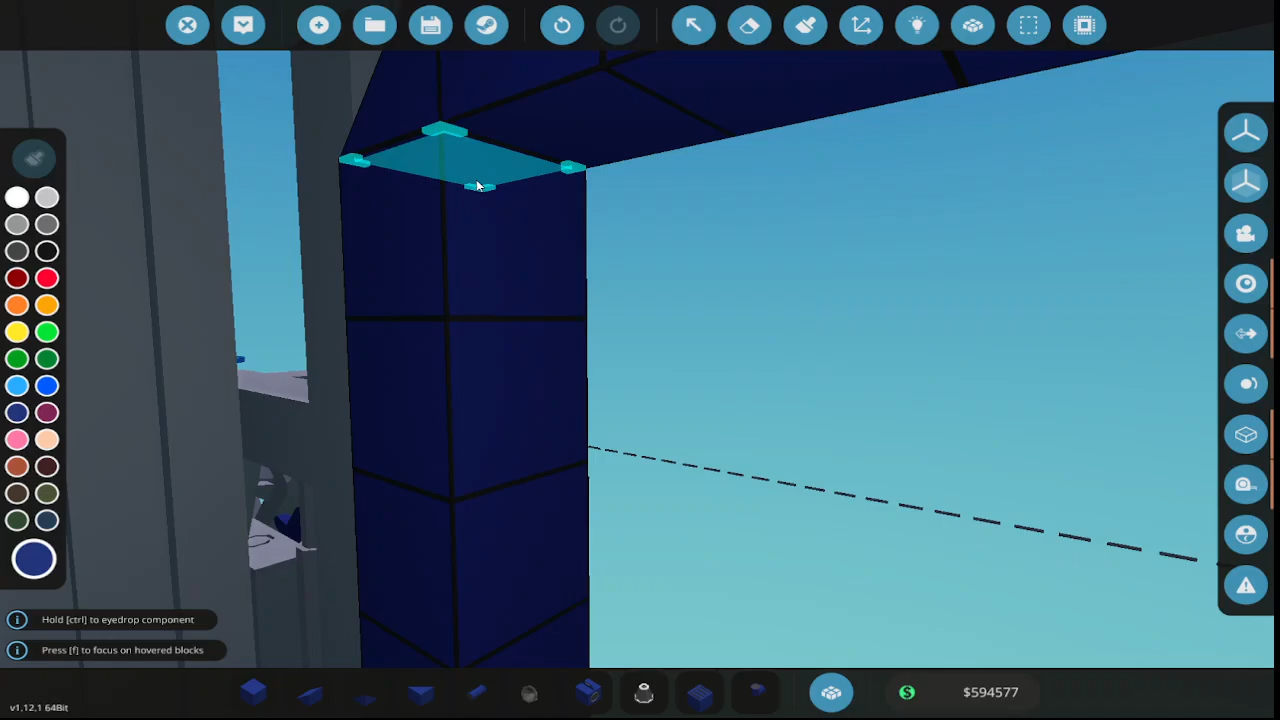 Hold [ctrl] to eyedrop component
Press [f] to focus on hovered blocks
$594577
v1,12,1 64Bit